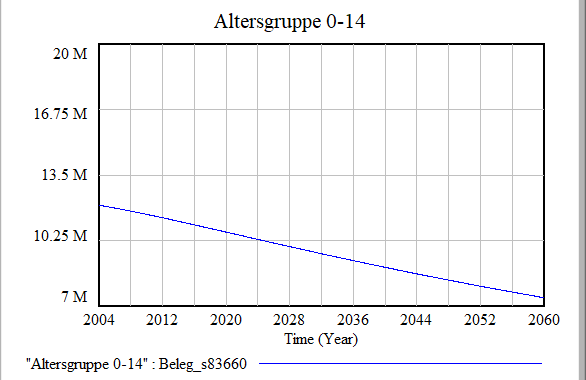 Altersgruppe 0-14
20 M
16.75 M
13.5 M
10.25 M
7 M
2004 2012 2020 2028 2036 2044 2052 2060
Time (Year)
"Altersgruppe 0-14" : Beleg_s83660